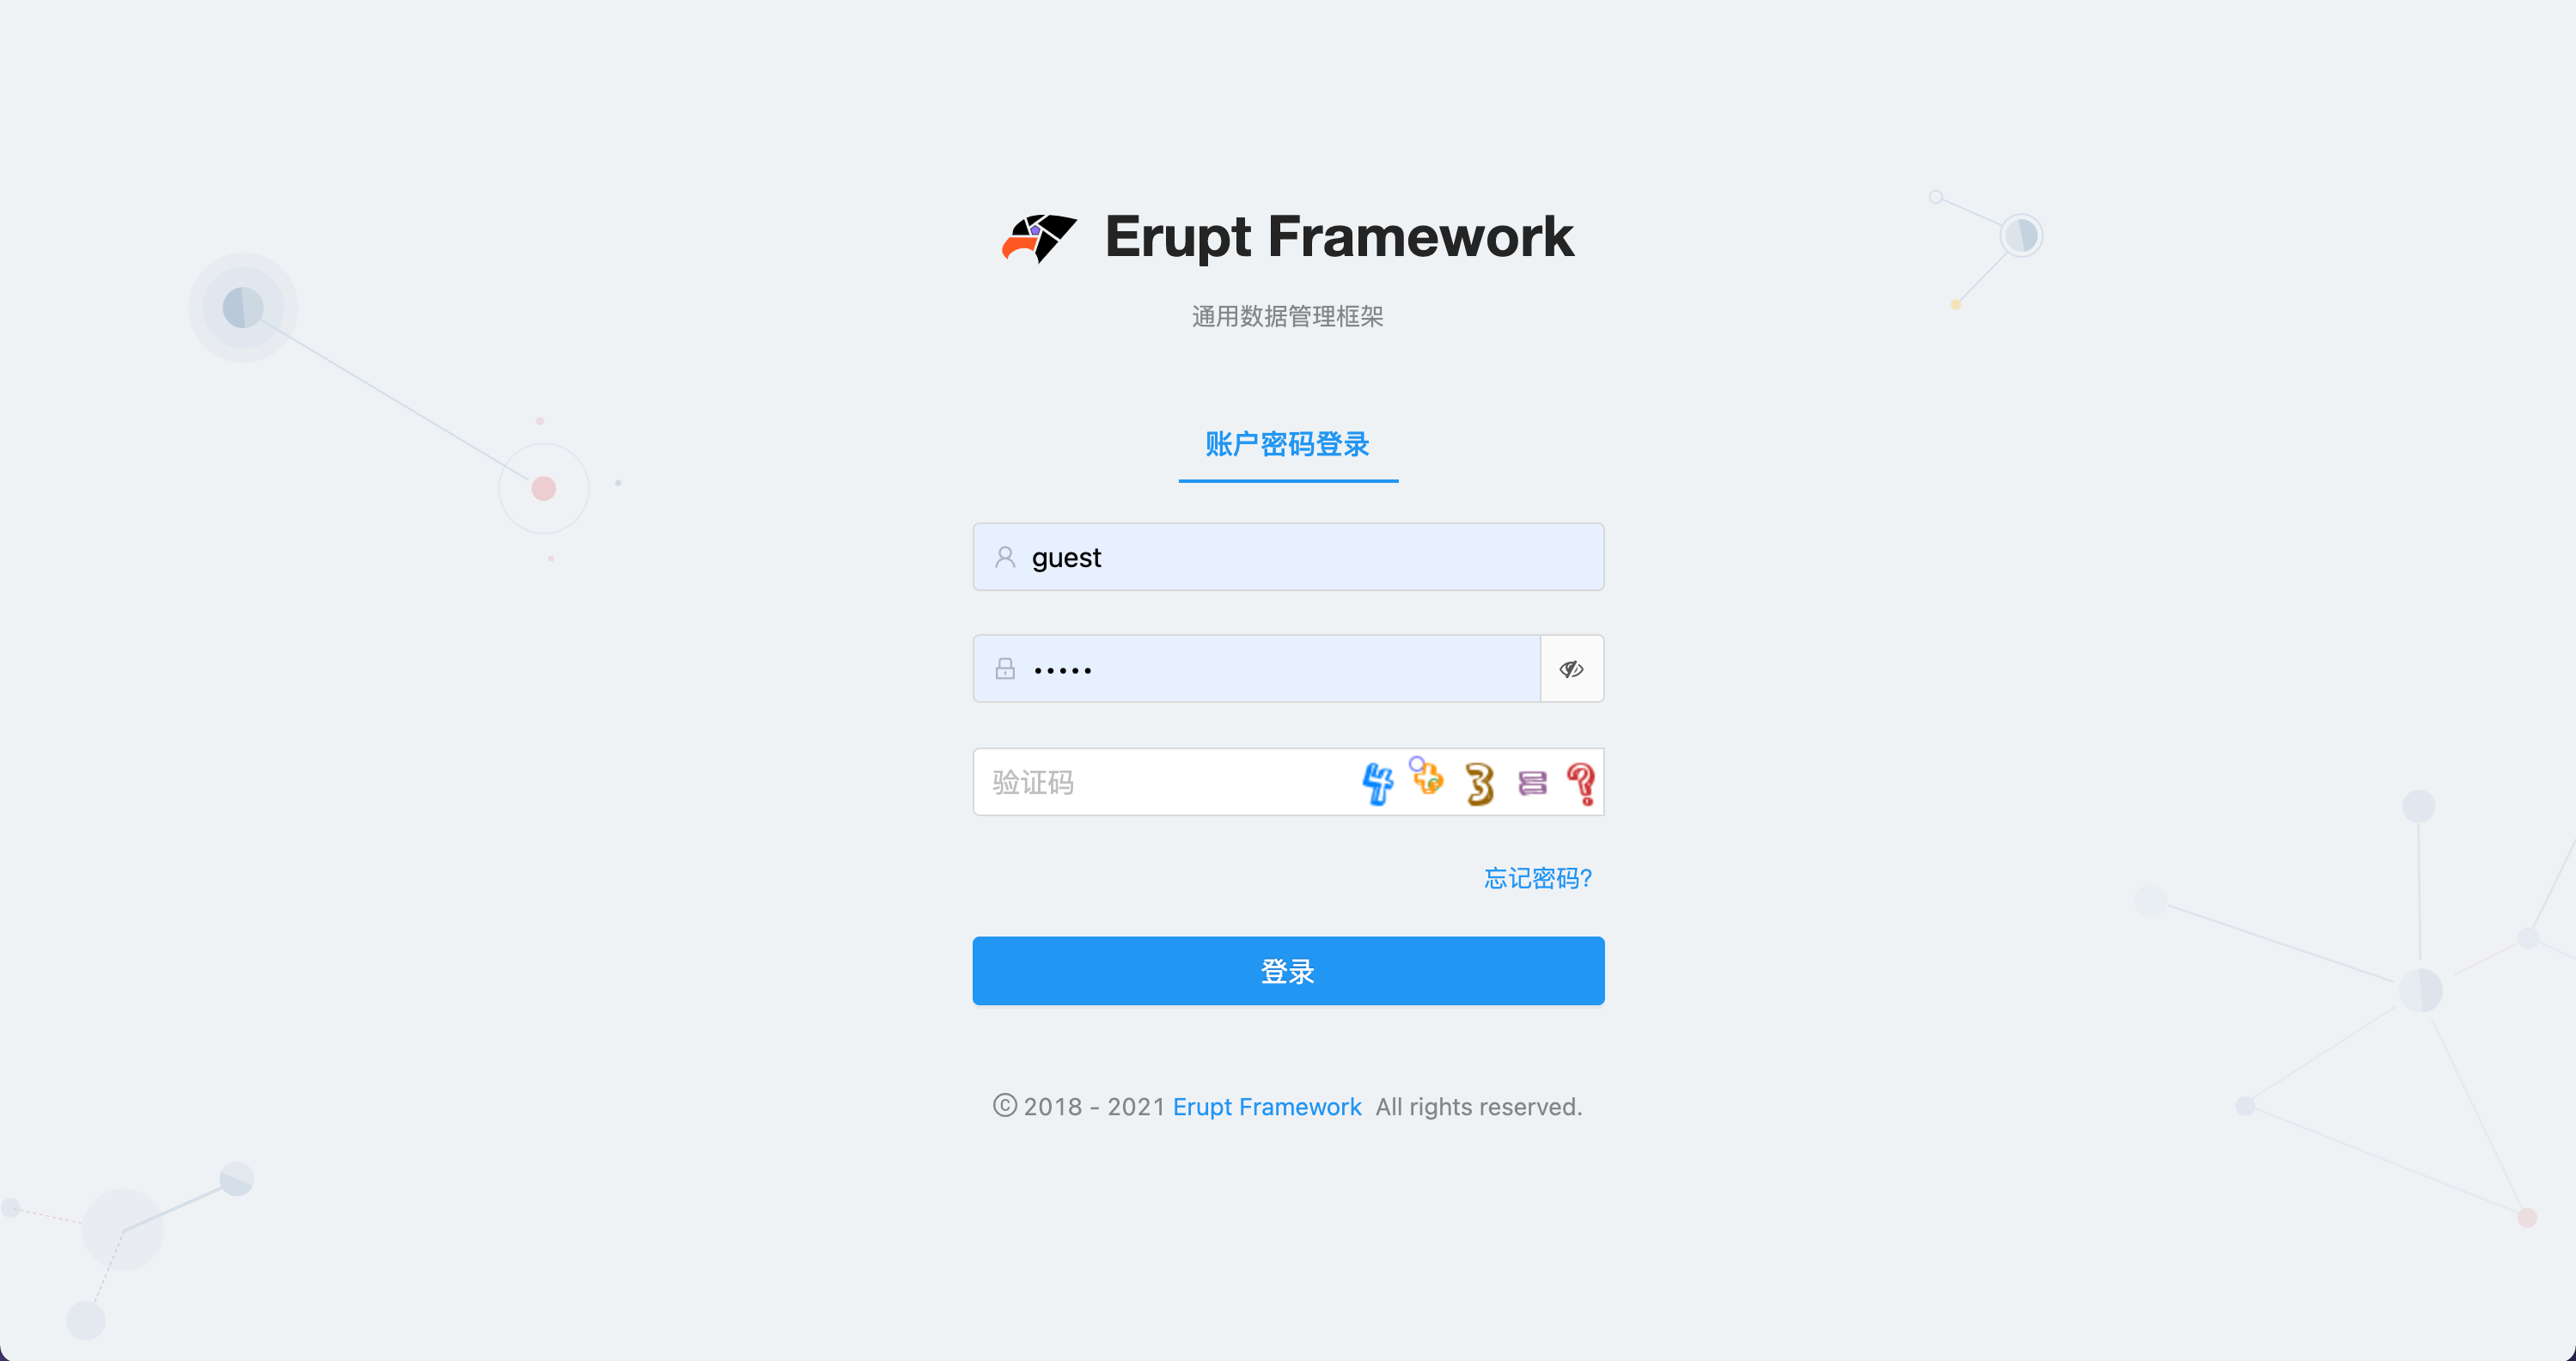 Erupt Framework
通用数据管理框架
账户密码登录
guest
•••••
验证码 4 + 3 = ?
忘记密码?
登录
© 2018 - 2021 Erupt Framework All rights reserved.